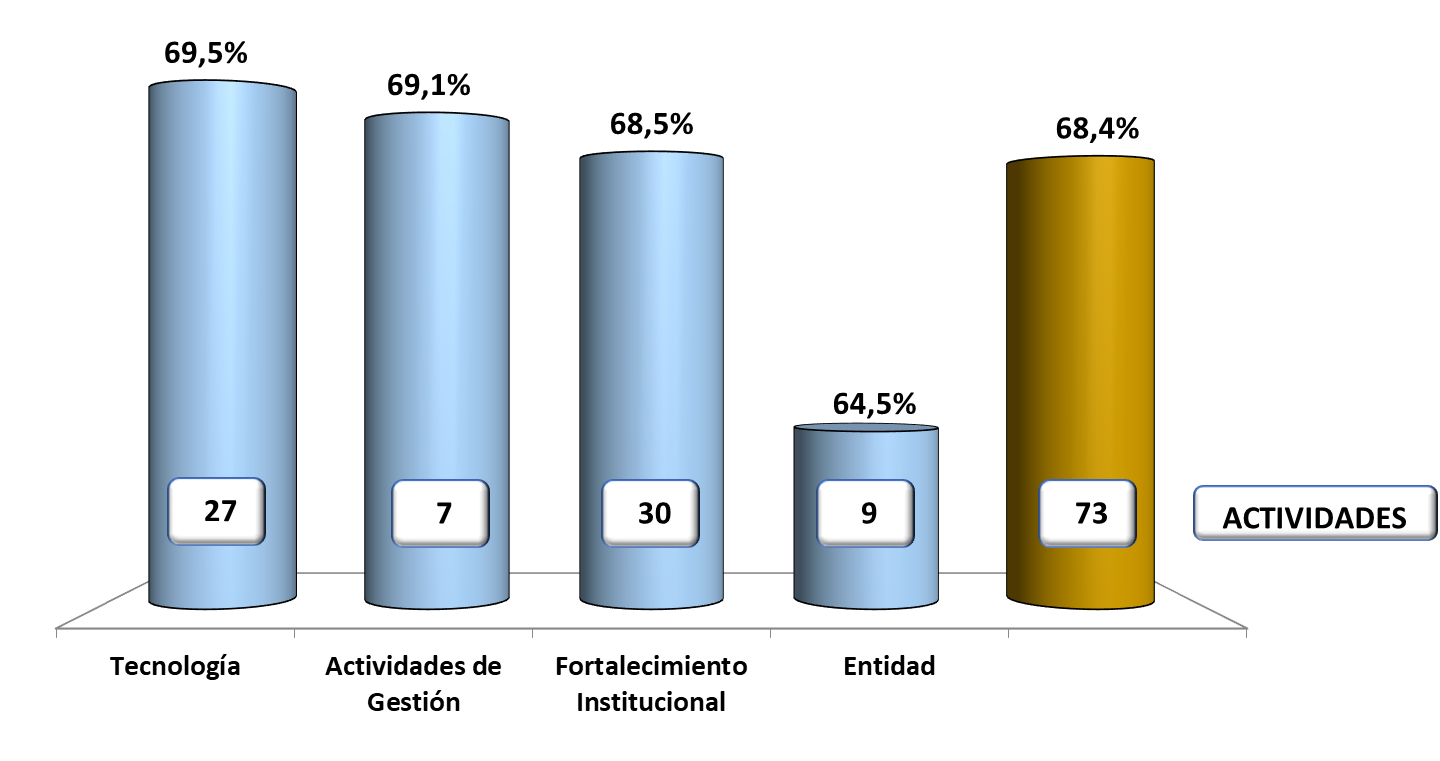 69,5%
69,1%
68,5%
68,4%
64,5%
27
7
30
9
73
ACTIVIDADES
Tecnología
Actividades de
Gestión
Fortalecimiento
Institucional
Entidad